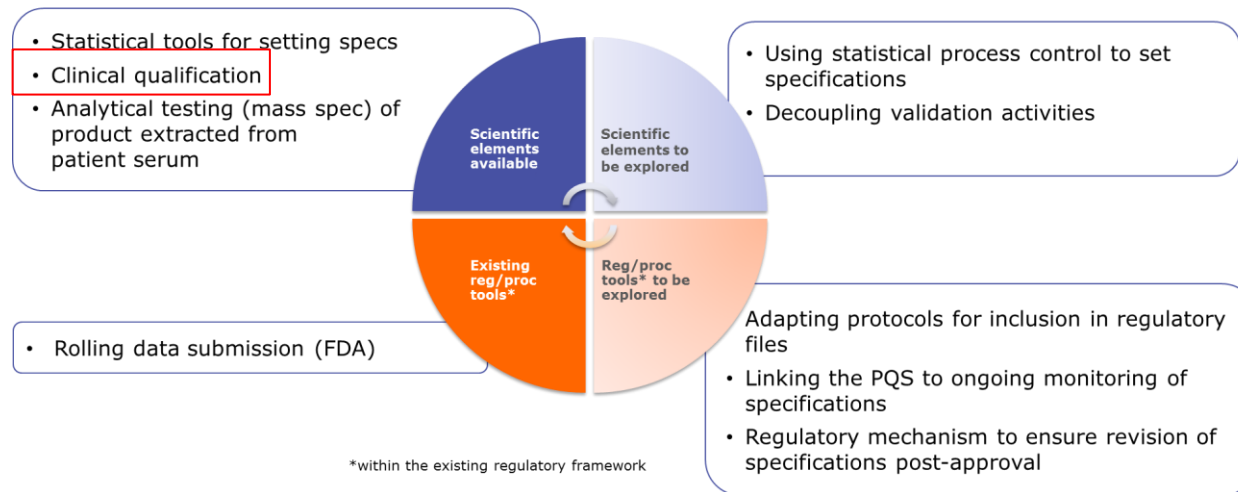 • Statistical tools for setting specs
• Clinical qualification
• Analytical testing (mass spec) of
product extracted from
patient serum
• Using statistical process control to set
specifications
• Decoupling validation activities
Scientific
elements
available
Scientific
elements to
be explored
Existing
reg/proc
tools*
Reg/proc
tools* to be
explored
• Rolling data submission (FDA)
Adapting protocols for inclusion in regulatory
files
• Linking the PQS to ongoing monitoring of
specifications
• Regulatory mechanism to ensure revision of
specifications post-approval
*within the existing regulatory framework